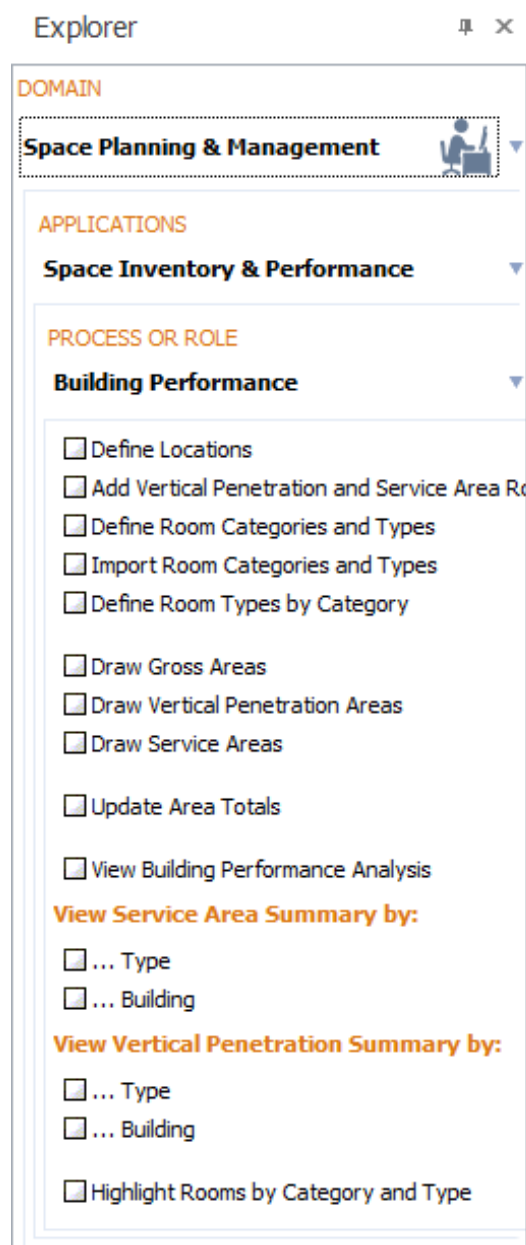 Explorer
DOMAIN
Space Planning & Management
APPLICATIONS
Space Inventory & Performance
PROCESS OR ROLE
Building Performance
Define Locations
Add Vertical Penetration and Service Area
Define Room Categories and Types
Import Room Categories and Types
Define Room Types by Category
Draw Gross Areas
Draw Vertical Penetration Areas
Draw Service Areas
Update Area Totals
View Building Performance Analysis
View Service Area Summary by:
... Type
... Building
View Vertical Penetration Summary by:
... Type
... Building
Highlight Rooms by Category and Type